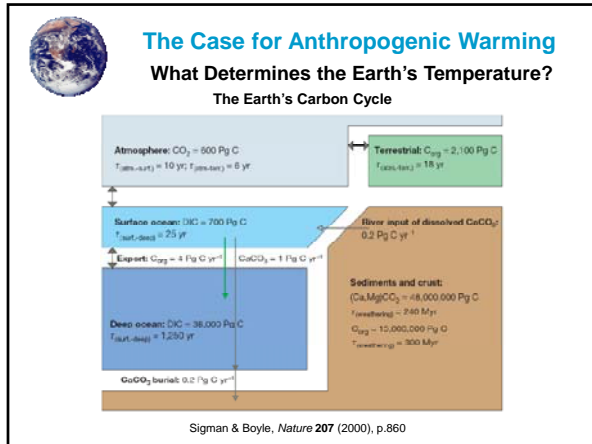 The Case for Anthropogenic Warming
What Determines the Earth's Temperature?
The Earth's Carbon Cycle
Atmosphere: CO₂ = 600 Pg C
τ(atm.-surf.) = 10 yr; τ(atm-terr.) = 6 yr
Terrestrial: Corg = 2,100 Pg C
τ(atm.-terr.) = 18 yr
Surface ocean: DIC = 700 Pg C
τ(surf.-deep) = 25 yr
River input of dissolved CaCO₃:
0.2 Pg C yr⁻¹
Export: Corg = 4 Pg C yr⁻¹ CaCO₃ = 1 Pg C yr⁻¹
Sediments and crust:
(Ca,Mg)CO₃ = 48,000,000 Pg C
τ(weathering) = 240 Myr
Corg = 15,000,000 Pg C
τ(weathering) = 300 Myr
Deep ocean: DIC = 38,000 Pg C
τ(surf.-deep) = 1,250 yr
CaCO₃ burial: 0.2 Pg C yr⁻¹
Sigman & Boyle, Nature 207 (2000), p.860